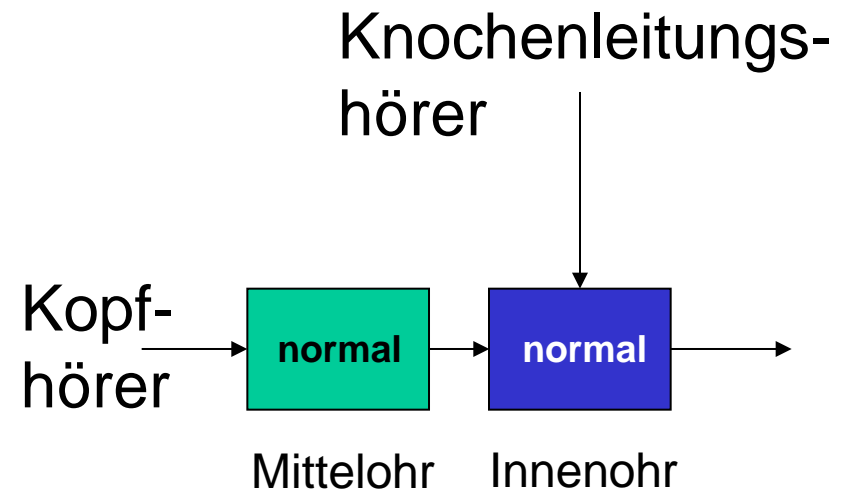 Knochenleitungs-
hörer
Kopf-
hörer
normal
normal
Mittelohr
Innenohr